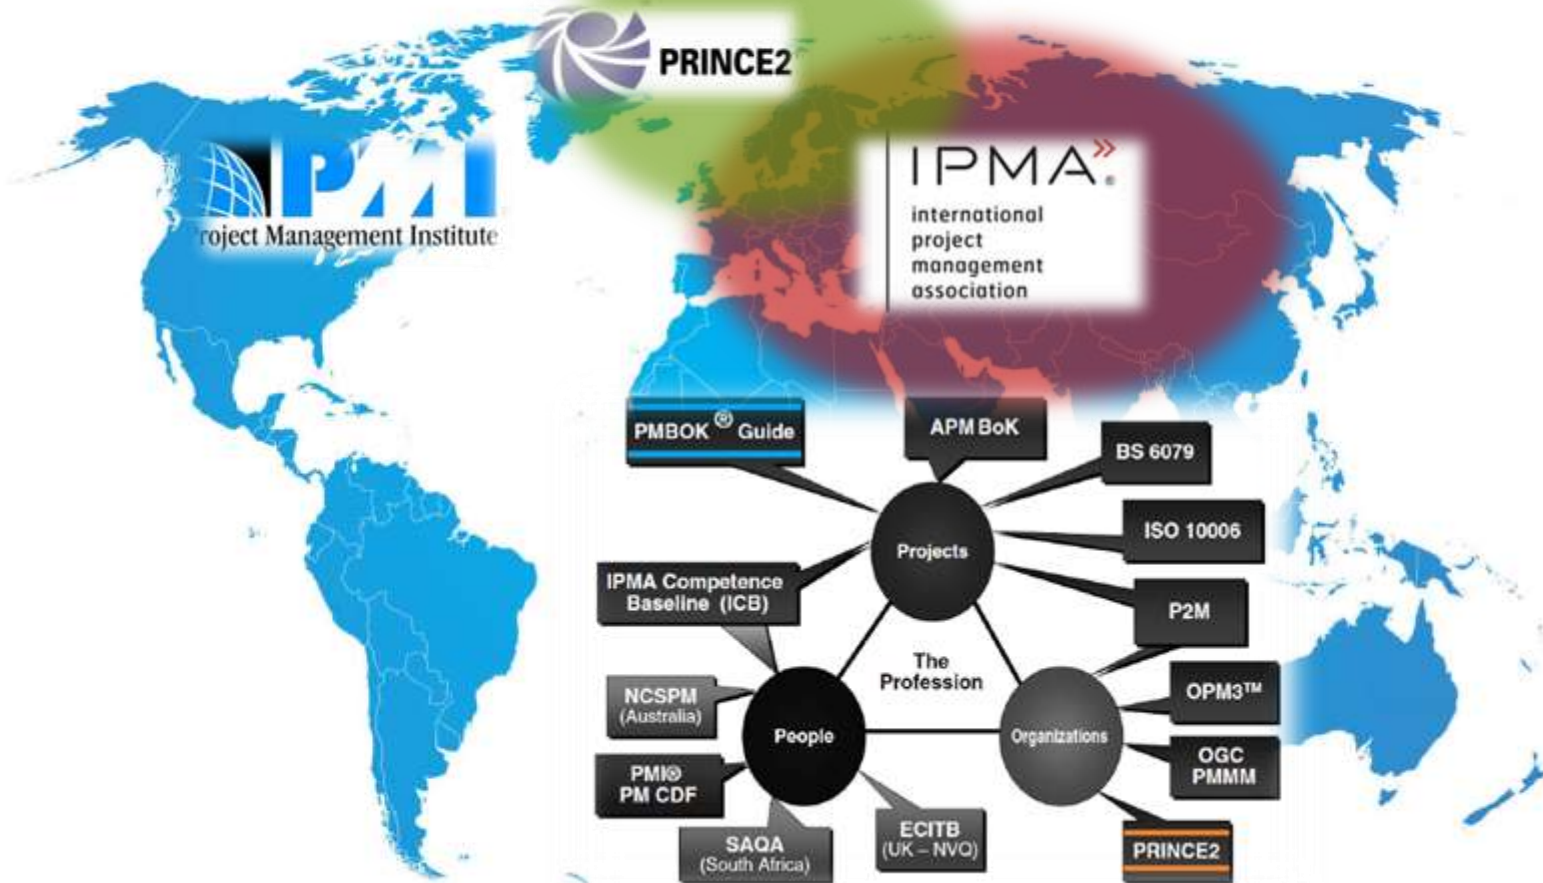 PRINCE2
PMI
roject Management Institute
IPMA®
international
project
management
association
PMBOK® Guide
APM BoK
BS 6079
ISO 10006
Projects
IPMA Competence
Baseline (ICB)
P2M
The
Profession
NCSPM
(Australia)
OPM3™
People
Organizations
OGC
PMMM
PMI®
PM CDF
SAQA
(South Africa)
ECITB
(UK – NVQ)
PRINCE2